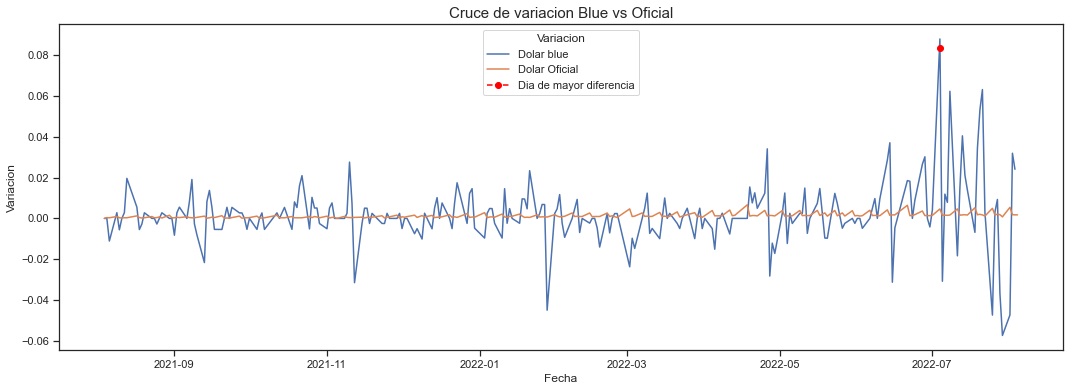 Cruce de variacion Blue vs Oficial
Variacion
Dolar blue
Dolar Oficial
Dia de mayor diferencia
Variacion
0.08
0.06
0.04
0.02
0.00
−0.02
−0.04
−0.06
2021-09
2021-11
2022-01
2022-03
2022-05
2022-07
Fecha